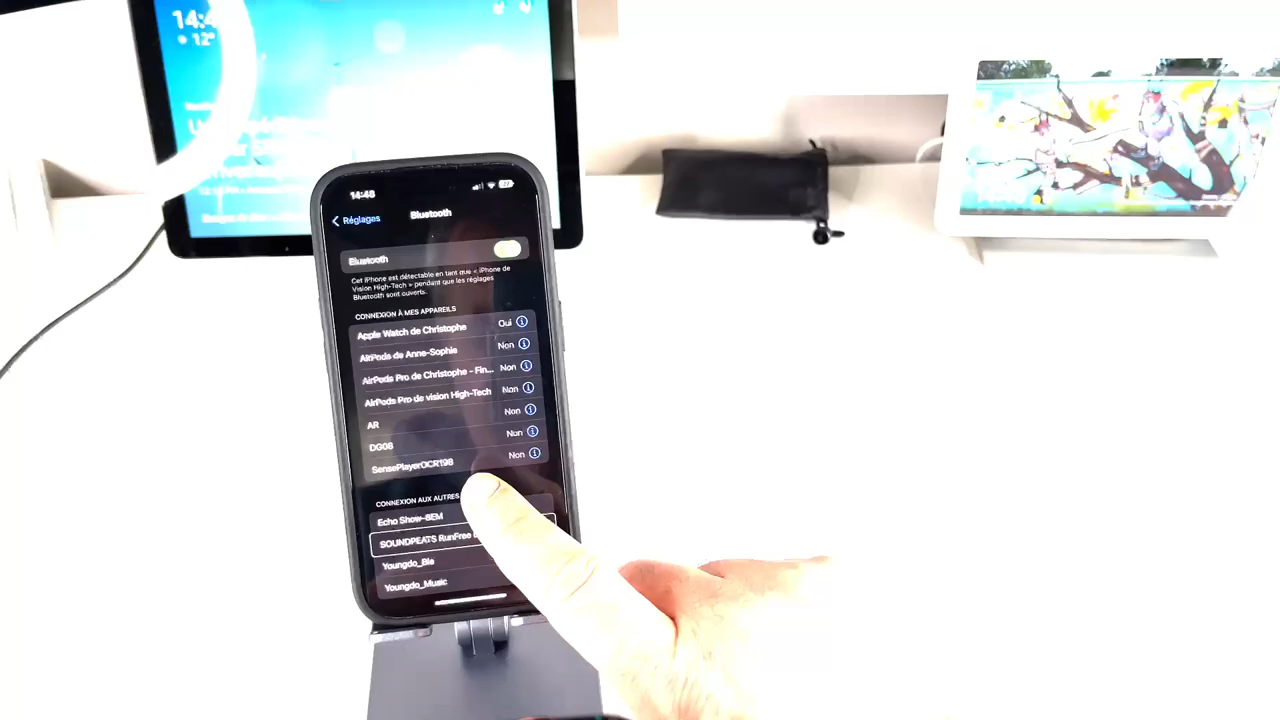 12°
14:48
Réglages
Bluetooth
Bluetooth
Cet iPhone est détectable en tant que « iPhone de
Vision High-Tech » pendant que les réglages
Bluetooth sont ouverts.
CONNEXION À MES APPAREILS
Apple Watch de Christophe Oui
AirPods de Anne-Sophie Non
AirPods Pro de Christophe - Fin... Non
AirPods Pro de vision High-Tech Non
AR Non
DG08 Non
SensePlayerOCR198 Non
CONNEXION AUX AUTRES
Echo Show-8EM
SOUNDPEATS RunFree
Youngdo_Ble
Youngdo_Music